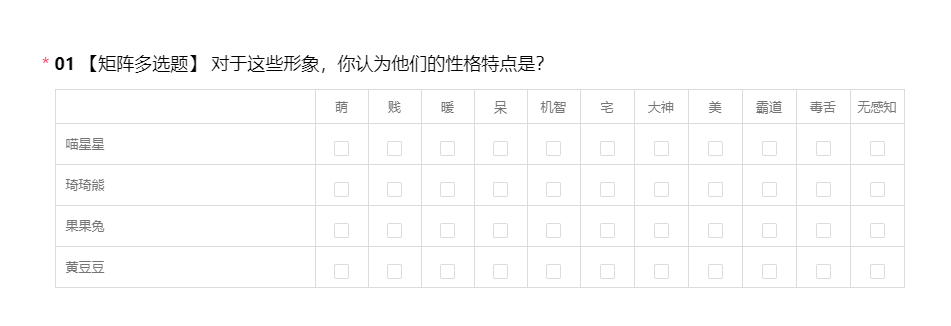 * 01 【矩阵多选题】 对于这些形象，你认为他们的性格特点是？
萌 贱 暖 呆 机智 宅 大神 美 霸道 毒舌 无感知
喵星星
琦琦熊
果果兔
黄豆豆